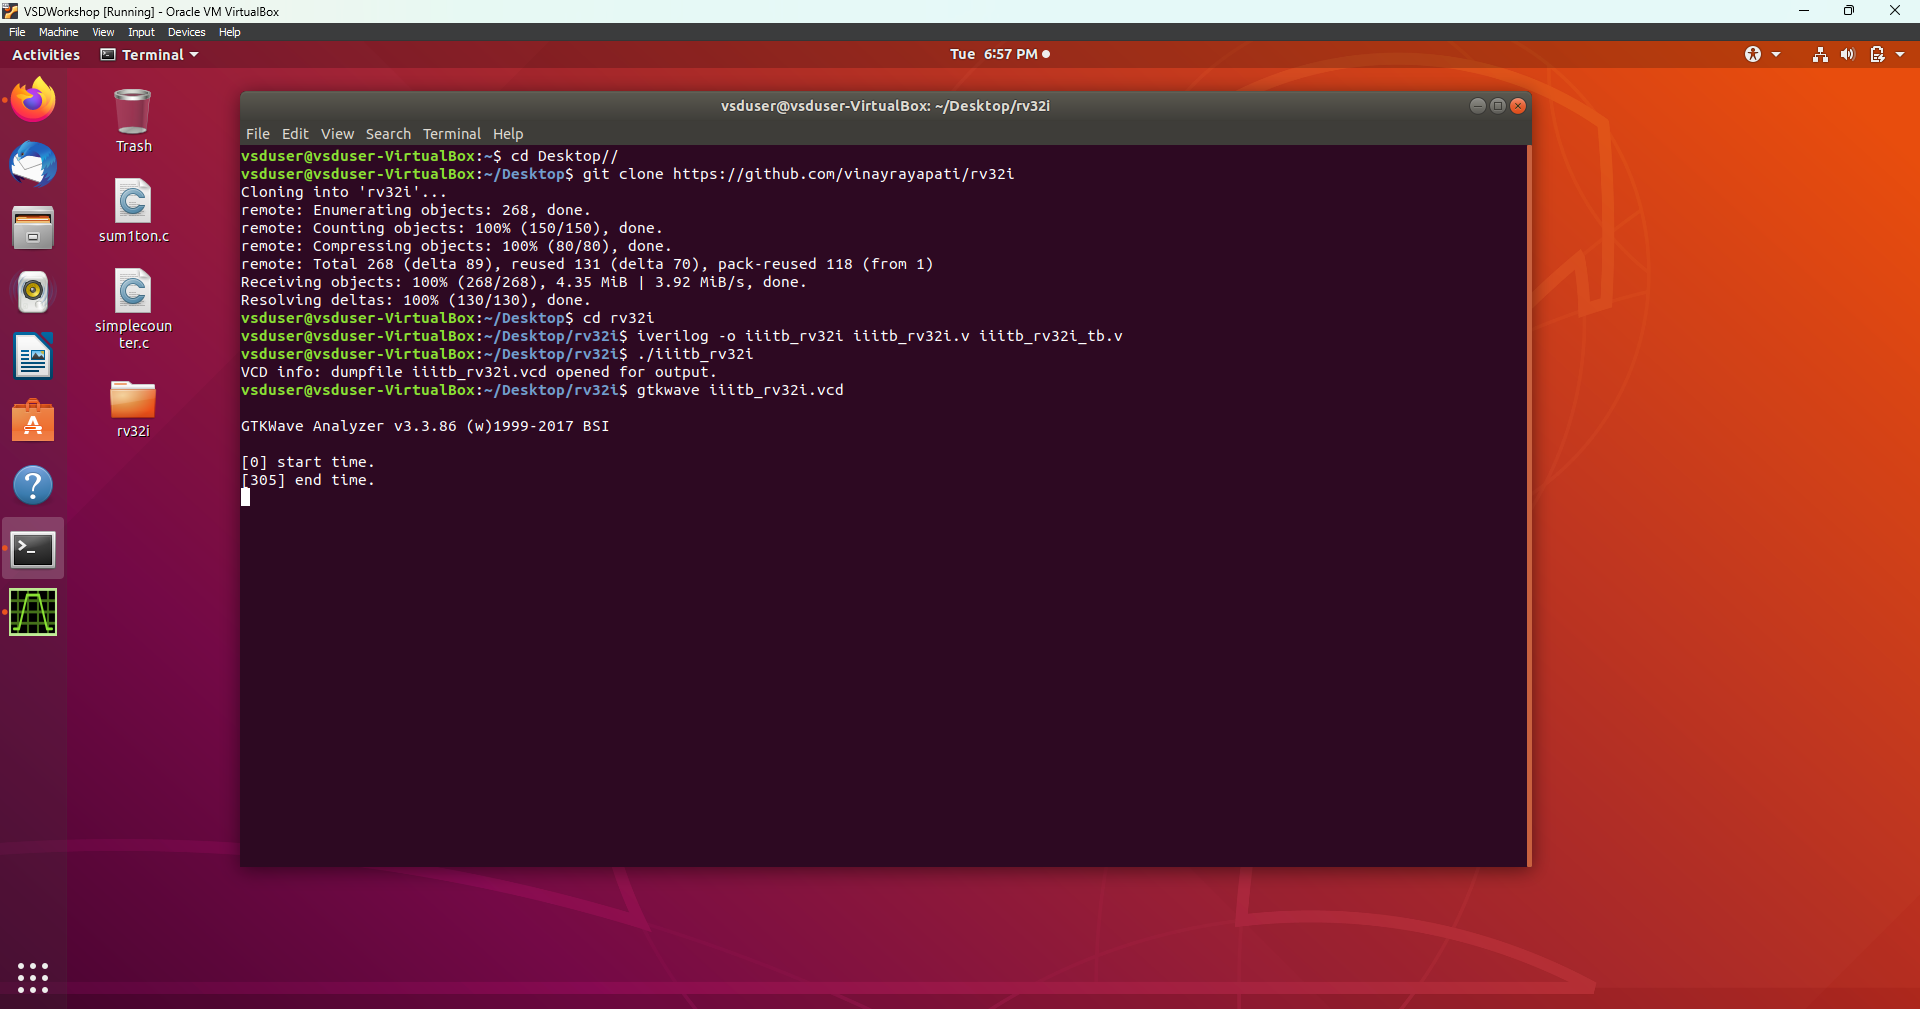 VSDWorkshop [Running] - Oracle VM VirtualBox
File Machine View Input Devices Help
Activities Terminal Tue 6:57 PM
Trash
sum1ton.c
simplecoun
ter.c
rv32i
vsduser@vsduser-VirtualBox: ~/Desktop/rv32i
File Edit View Search Terminal Help
vsduser@vsduser-VirtualBox:~$ cd Desktop//
vsduser@vsduser-VirtualBox:~/Desktop$ git clone https://github.com/vinayrayapati/rv32i
Cloning into 'rv32i'...
remote: Enumerating objects: 268, done.
remote: Counting objects: 100% (150/150), done.
remote: Compressing objects: 100% (80/80), done.
remote: Total 268 (delta 89), reused 131 (delta 70), pack-reused 118 (from 1)
Receiving objects: 100% (268/268), 4.35 MiB | 3.92 MiB/s, done.
Resolving deltas: 100% (130/130), done.
vsduser@vsduser-VirtualBox:~/Desktop$ cd rv32i
vsduser@vsduser-VirtualBox:~/Desktop/rv32i$ iverilog -o iiitb_rv32i iiitb_rv32i.v iiitb_rv32i_tb.v
vsduser@vsduser-VirtualBox:~/Desktop/rv32i$ ./iiitb_rv32i
VCD info: dumpfile iiitb_rv32i.vcd opened for output.
vsduser@vsduser-VirtualBox:~/Desktop/rv32i$ gtkwave iiitb_rv32i.vcd
GTKWave Analyzer v3.3.86 (w)1999-2017 BSI
[0] start time.
[305] end time.